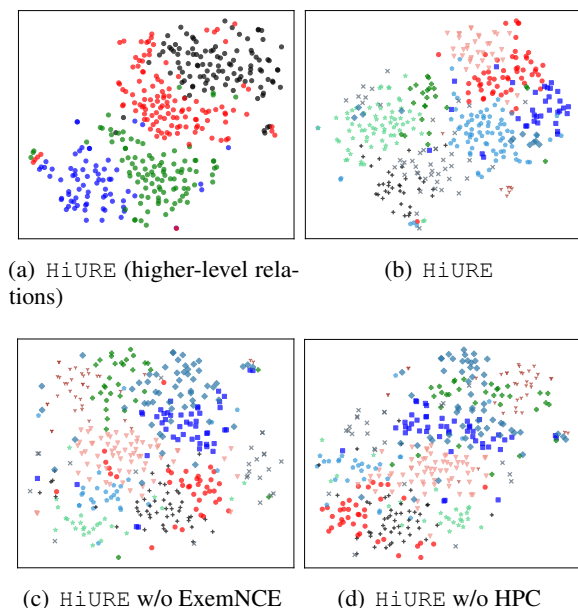 (a) HiURE (higher-level rela-
tions)
(b) HiURE
(c) HiURE w/o ExemNCE
(d) HiURE w/o HPC